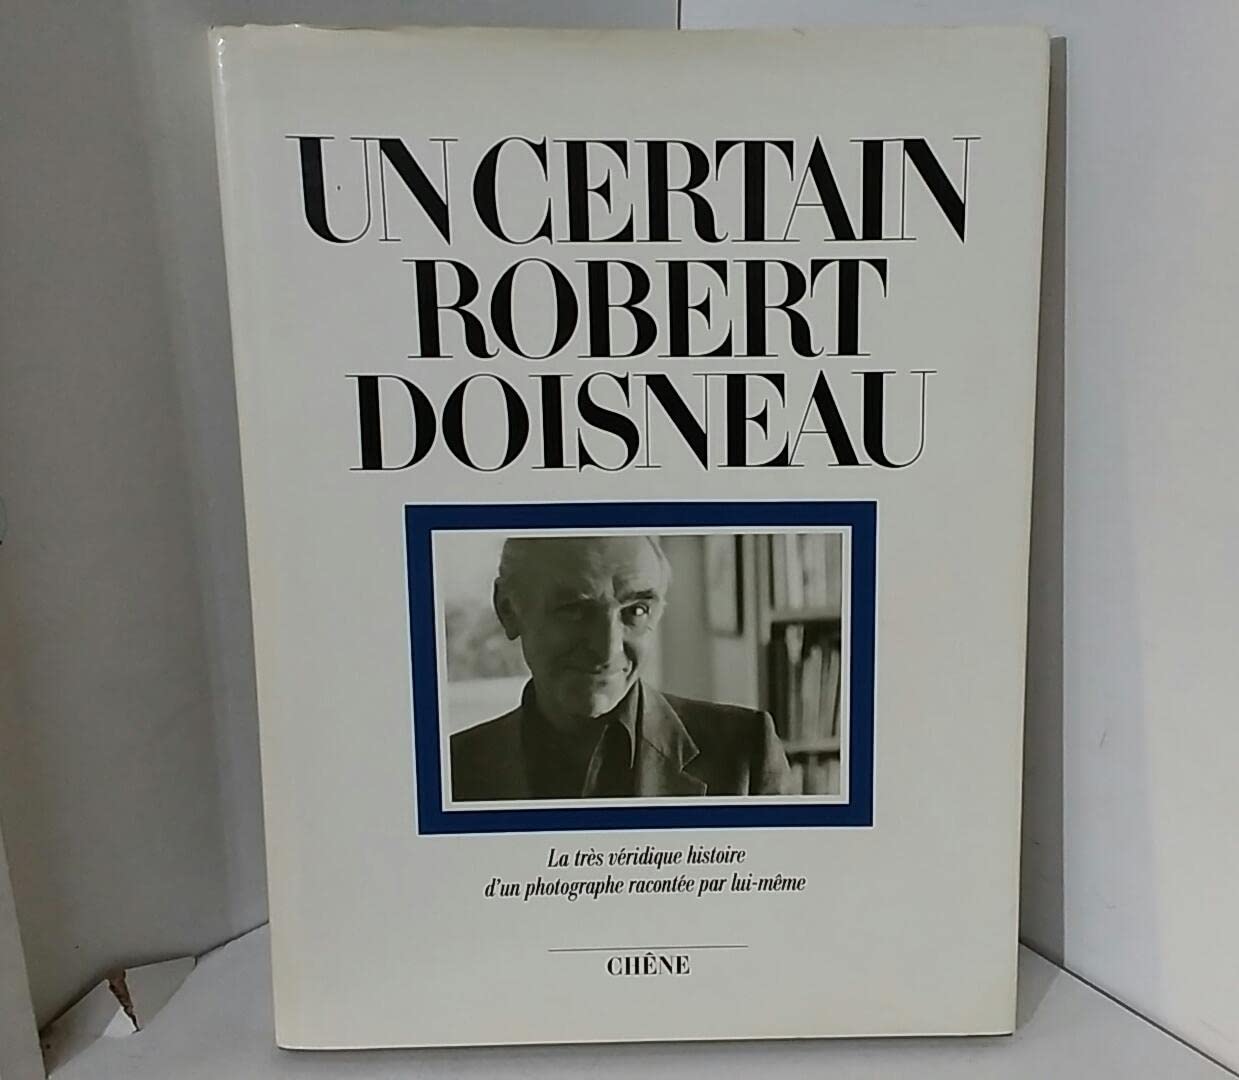 UN CERTAIN
ROBERT
DOISNEAU
La très véridique histoire
d'un photographe racontée par lui-même
CHÊNE